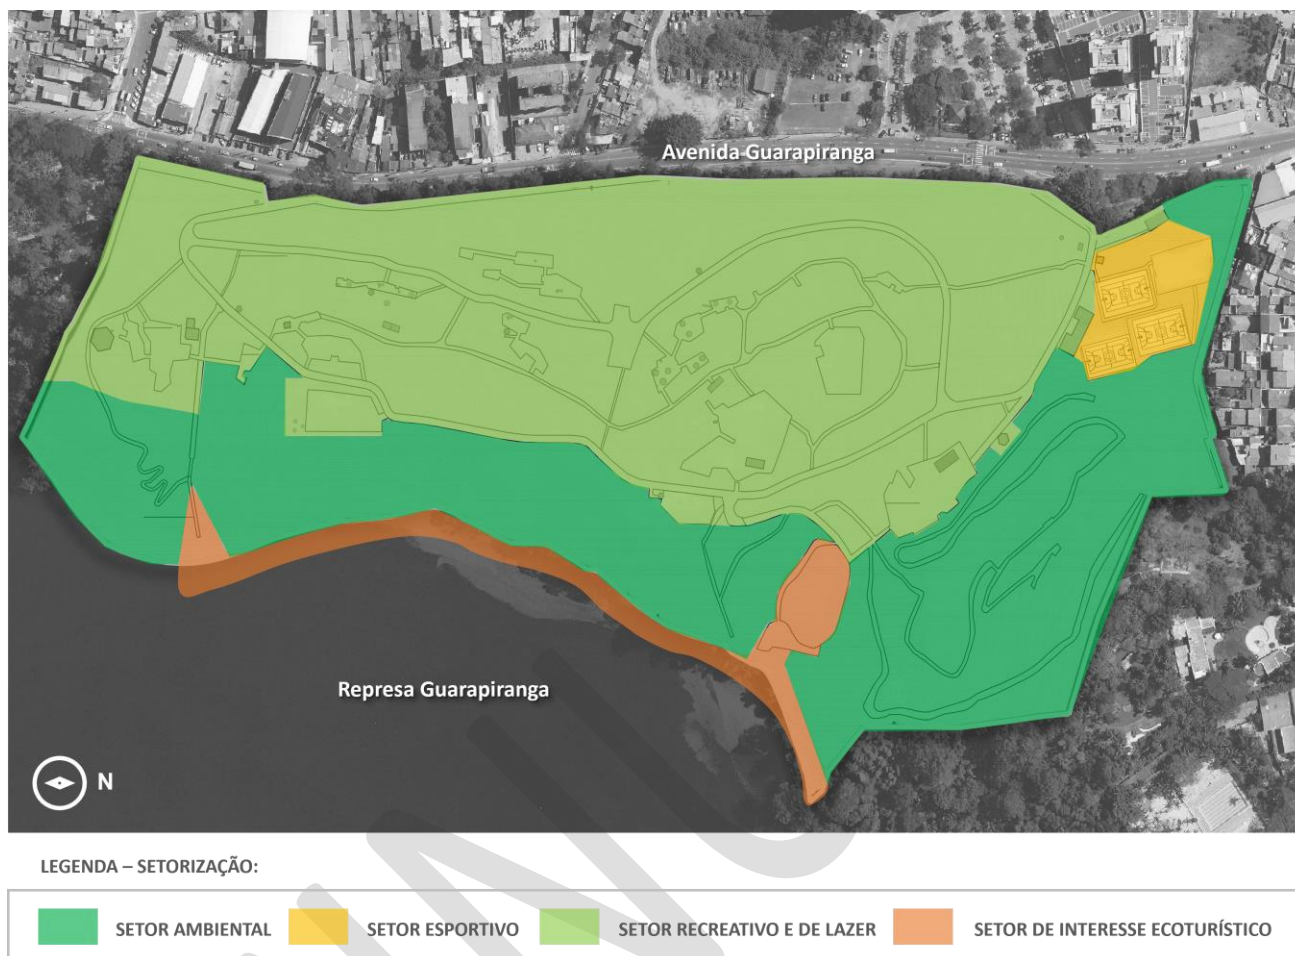 Avenida Guarapiranga
Represa Guarapiranga
N
LEGENDA – SETORIZAÇÃO:
SETOR AMBIENTAL
SETOR ESPORTIVO
SETOR RECREATIVO E DE LAZER
SETOR DE INTERESSE ECOTURÍSTICO